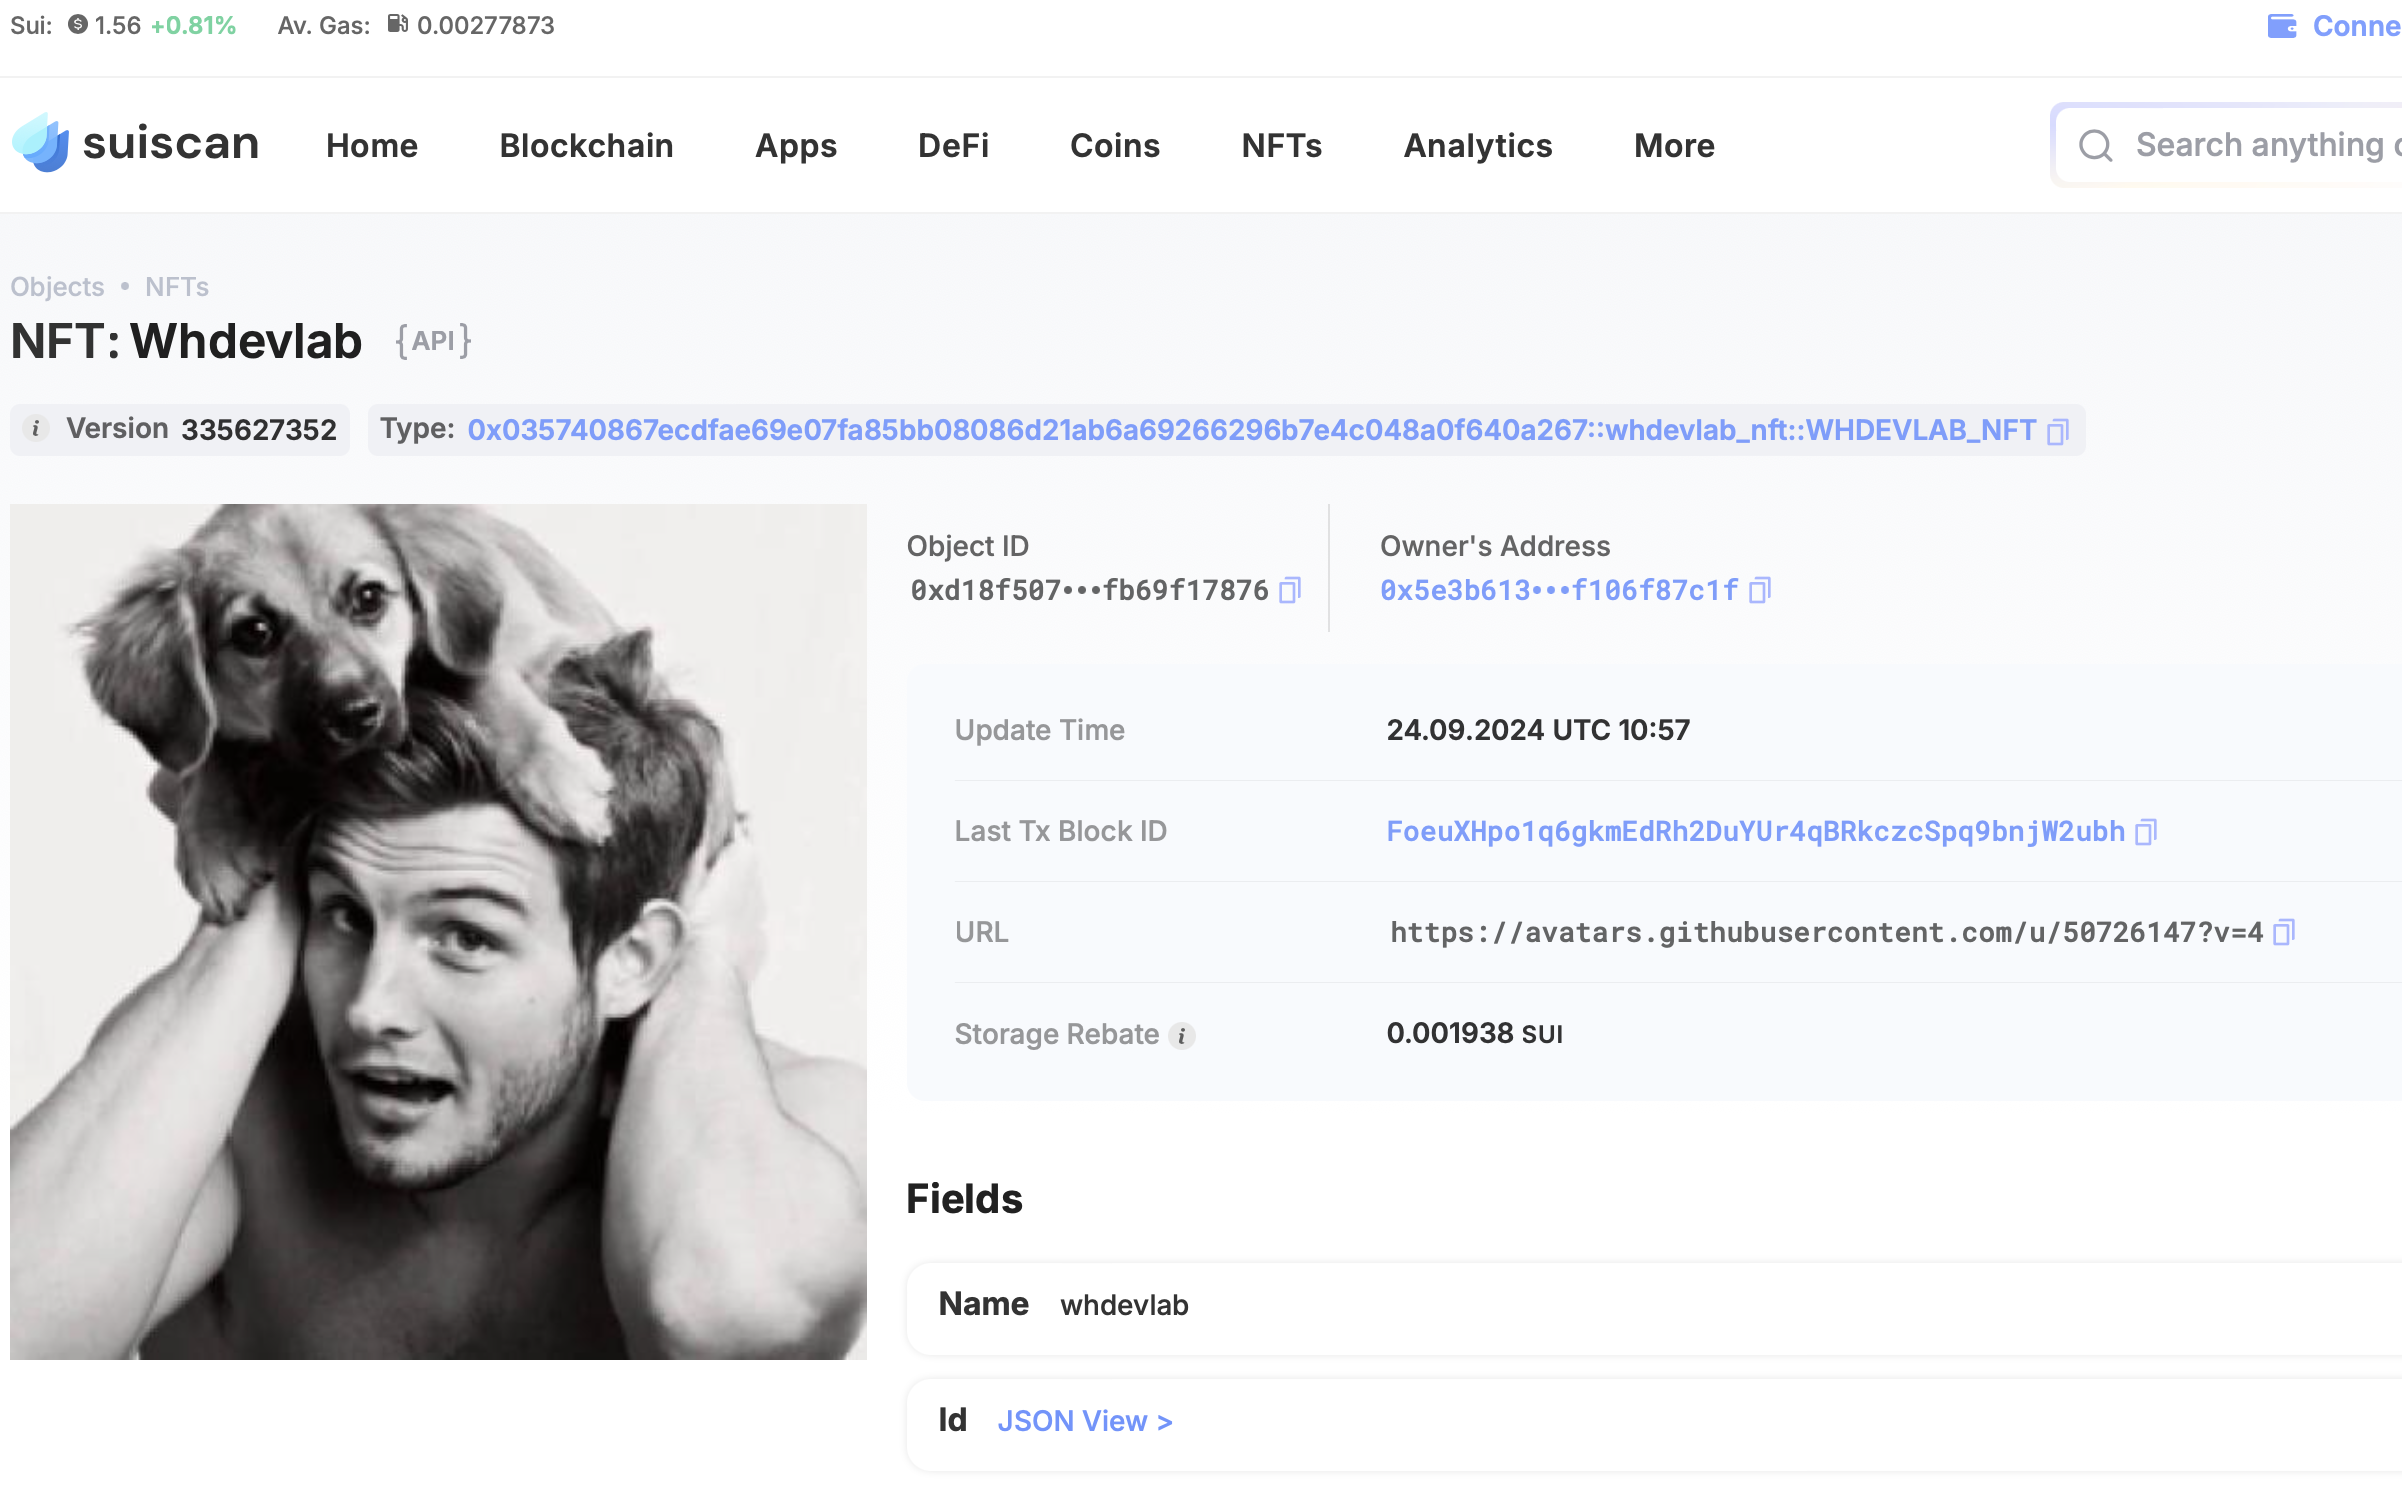 Sui: 1.56 +0.81% Av. Gas: 0.00277873 Conne
suiscan Home Blockchain Apps DeFi Coins NFTs Analytics More Search anything
Objects • NFTs
NFT: Whdevlab {API}
Version 335627352 Type: 0x035740867ecdfae69e07fa85bb08086d21ab6a69266296b7e4c048a0f640a267::whdevlab_nft::WHDEVLAB_NFT
Object ID Owner's Address
0xd18f507•••fb69f17876 0x5e3b613•••f106f87c1f
Update Time 24.09.2024 UTC 10:57
Last Tx Block ID FoeuXHpo1q6gkmEdRh2DuYUr4qBRkczcSpq9bnjW2ubh
URL https://avatars.githubusercontent.com/u/50726147?v=4
Storage Rebate 0.001938 SUI
Fields
Name whdevlab
Id JSON View >